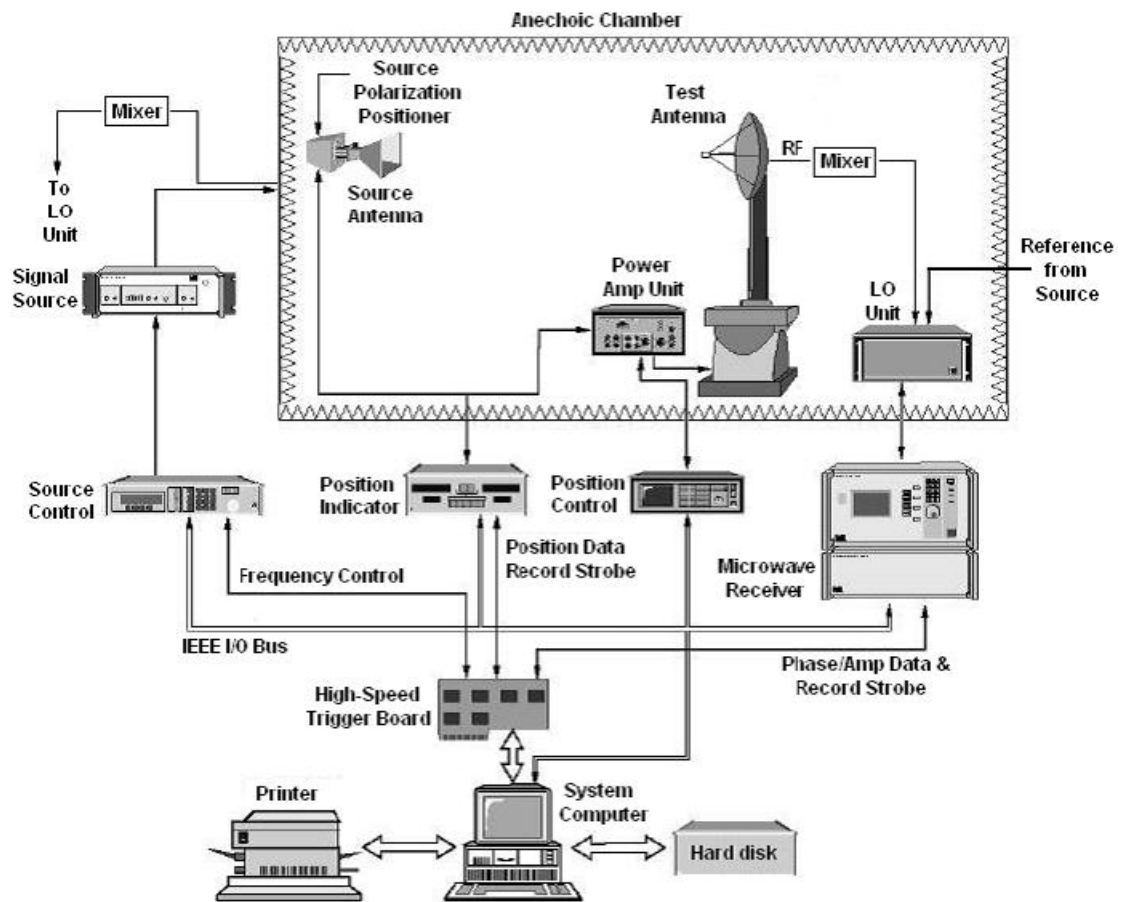 Anechoic Chamber
Source
Polarization
Positioner
Test
Antenna
Mixer
RF
Mixer
To
LO
Unit
Source
Antenna
Signal
Source
Power
Amp Unit
Reference
from
Source
LO
Unit
Source
Control
Position
Indicator
Position
Control
Position Data
Record Strobe
Microwave
Receiver
Frequency Control
IEEE I/O Bus
Phase/Amp Data &
Record Strobe
High-Speed
Trigger Board
Printer
System
Computer
Hard disk